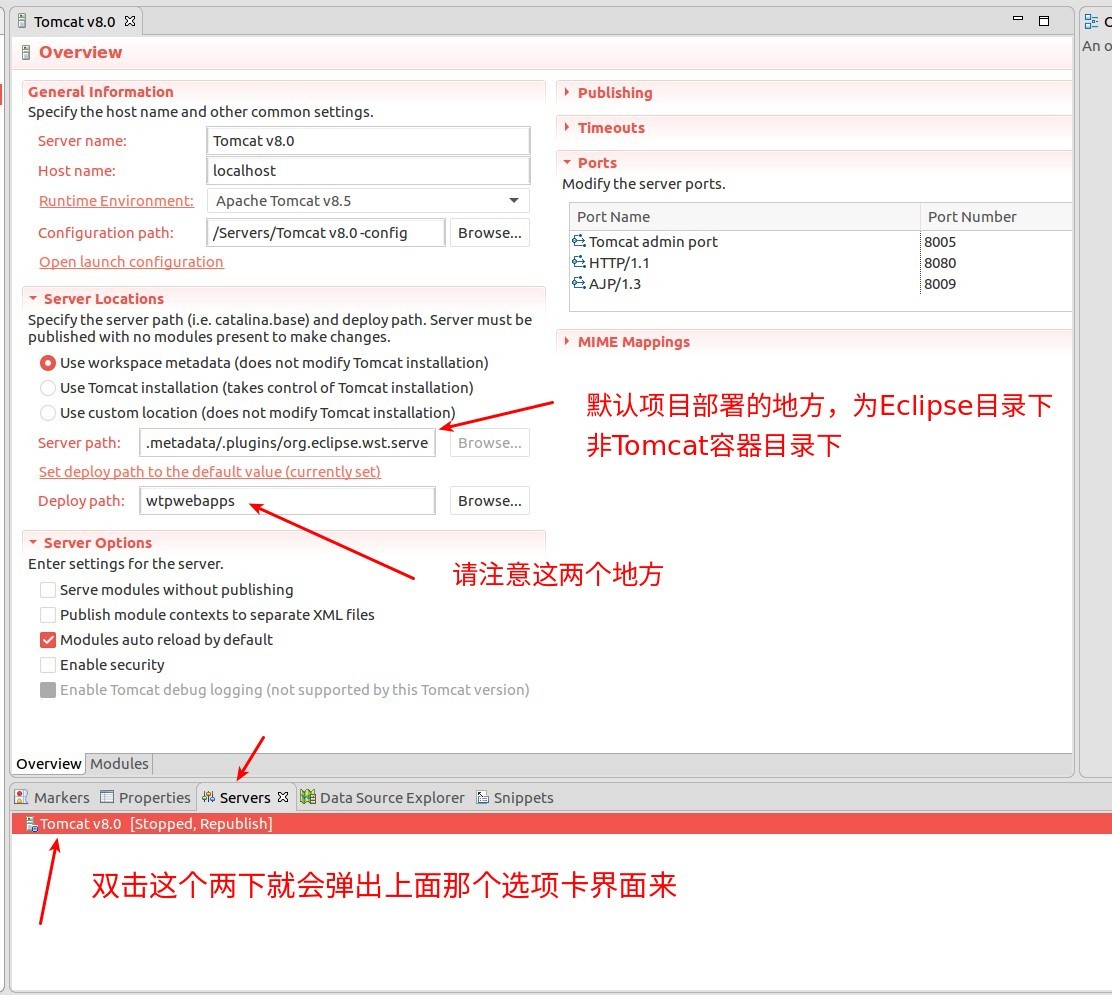 Tomcat v8.0
Overview
General Information
Specify the host name and other common settings.
Server name: Tomcat v8.0
Host name: localhost
Runtime Environment: Apache Tomcat v8.5
Configuration path: /Servers/Tomcat v8.0-config Browse...
Open launch configuration
Server Locations
Specify the server path (i.e. catalina.base) and deploy path. Server must be
published with no modules present to make changes.
Use workspace metadata (does not modify Tomcat installation)
Use Tomcat installation (takes control of Tomcat installation)
Use custom location (does not modify Tomcat installation)
Server path: .metadata/.plugins/org.eclipse.wst.serve Browse...
Set deploy path to the default value (currently set)
Deploy path: wtpwebapps Browse...
Server Options
Enter settings for the server.
Serve modules without publishing
Publish module contexts to separate XML files
Modules auto reload by default
Enable security
Enable Tomcat debug logging (not supported by this Tomcat version)
Publishing
Timeouts
Ports
Modify the server ports.
Port Name Port Number
Tomcat admin port 8005
HTTP/1.1 8080
AJP/1.3 8009
MIME Mappings
默认项目部署的地方，为Eclipse目录下
非Tomcat容器目录下
请注意这两个地方
Overview Modules
Markers Properties Servers Data Source Explorer Snippets
Tomcat v8.0 [Stopped, Republish]
双击这个两下就会弹出上面那个选项卡界面来
An o